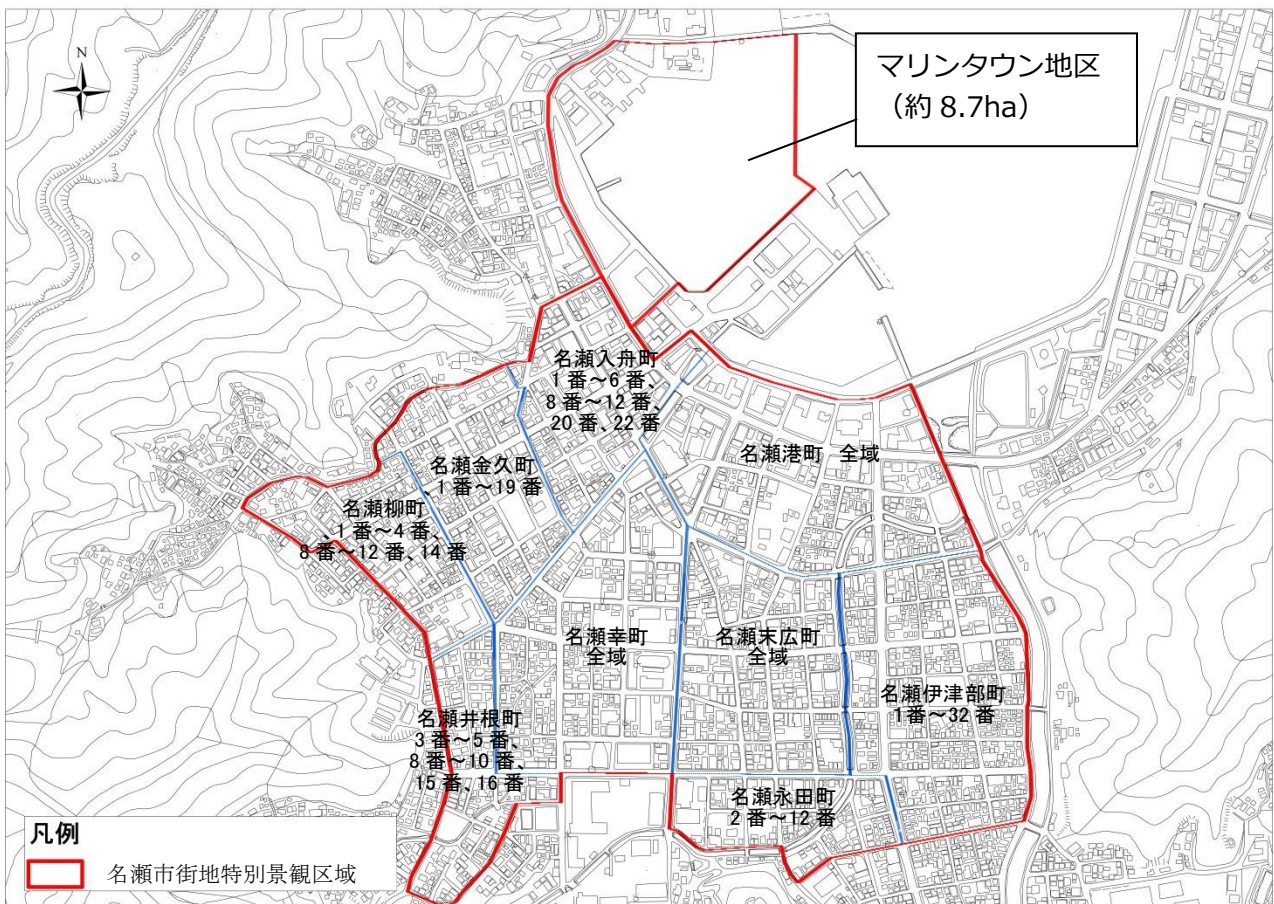 N
マリンタウン地区
（約 8.7ha）
名瀬入舟町
1 番～6 番、
8 番～12 番、
20 番、22 番
名瀬港町 全域
名瀬金久町
、1 番～19 番
名瀬柳町
、1 番～4 番、
8 番～12 番、14 番
名瀬幸町
全域
名瀬末広町
全域
名瀬伊津部町
1 番～32 番
名瀬井根町
3 番～5 番、
8 番～10 番、
15 番、16 番
名瀬永田町
2 番～12 番
凡例
名瀬市街地特別景観区域